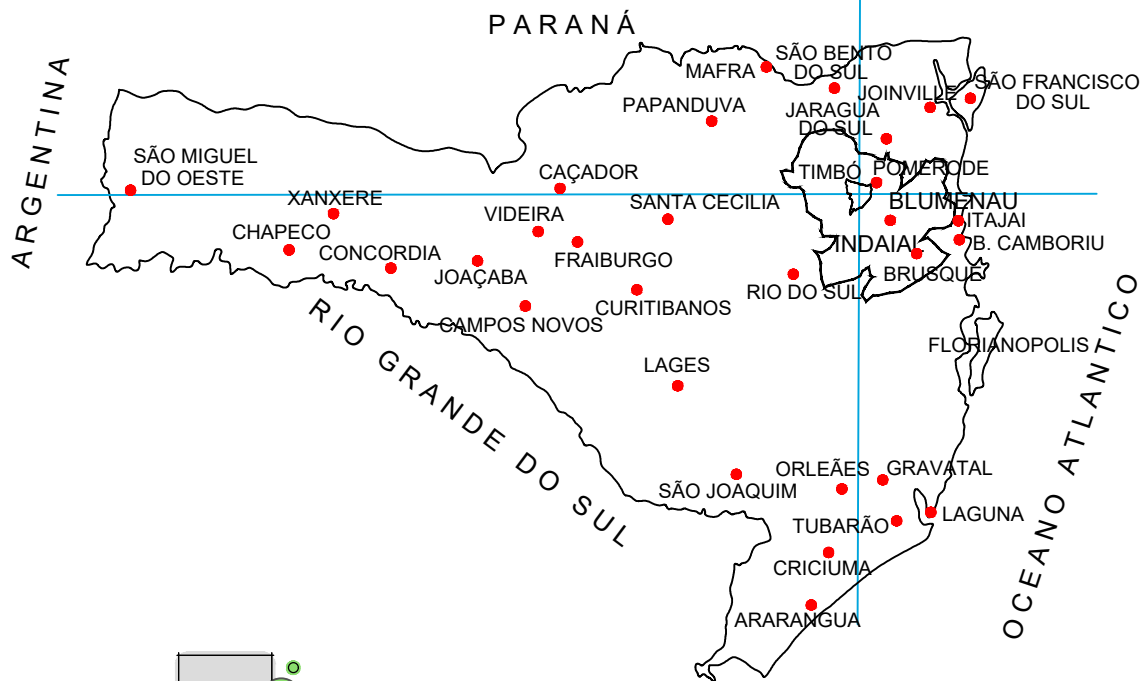 PARANÁ
ARGENTINA
SÃO BENTO
DO SUL
MAFRA
SÃO FRANCISCO
DO SUL
JOINVILLE
PAPANDUVA
JARAGUA
DO SUL
SÃO MIGUEL
DO OESTE
CAÇADOR
TIMBÓ
POMERODE
XANXERE
VIDEIRA
SANTA CECILIA
BLUMENAU
ITAJAI
CHAPECO
CONCORDIA
JOAÇABA
FRAIBURGO
INDAIAL
B. CAMBORIU
BRUSQUE
RIO DO SUL
CURITIBANOS
CAMPOS NOVOS
RIO GRANDE DO SUL
FLORIANOPOLIS
LAGES
OCEANO ATLANTICO
ORLEÃES
GRAVATAL
SÃO JOAQUIM
LAGUNA
TUBARÃO
CRICIUMA
ARARANGUA